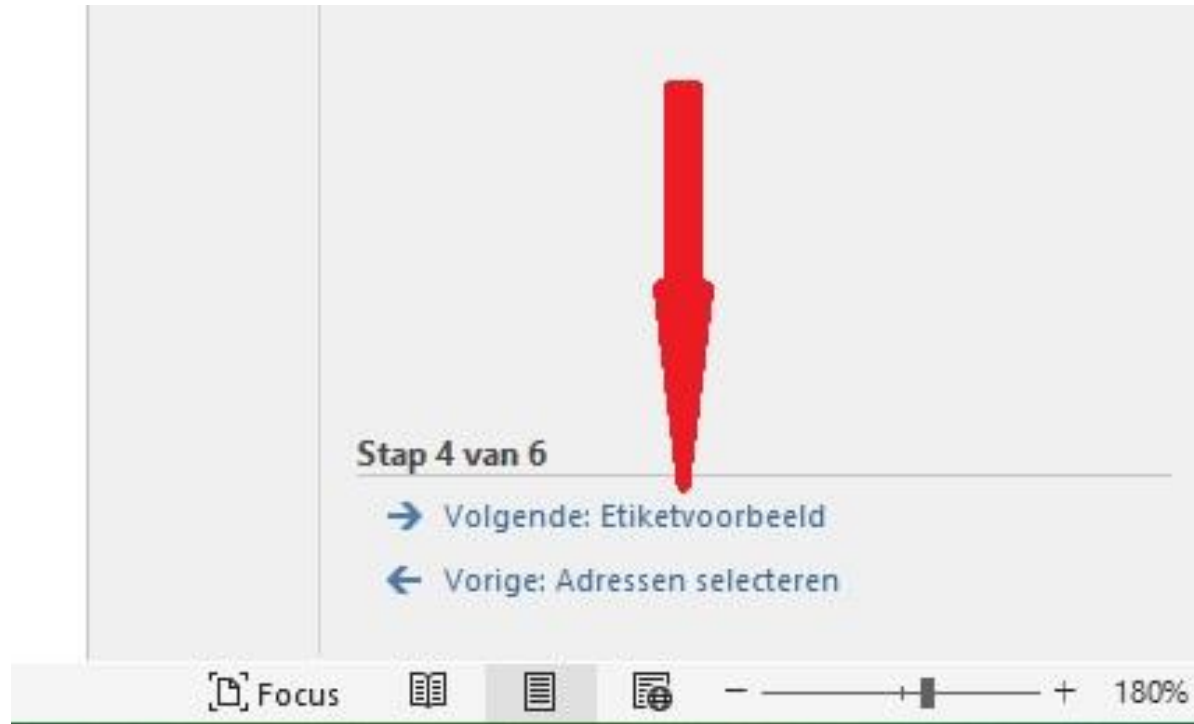 Stap 4 van 6
Volgende: Etiketvoorbeeld
Vorige: Adressen selecteren
Focus
180%